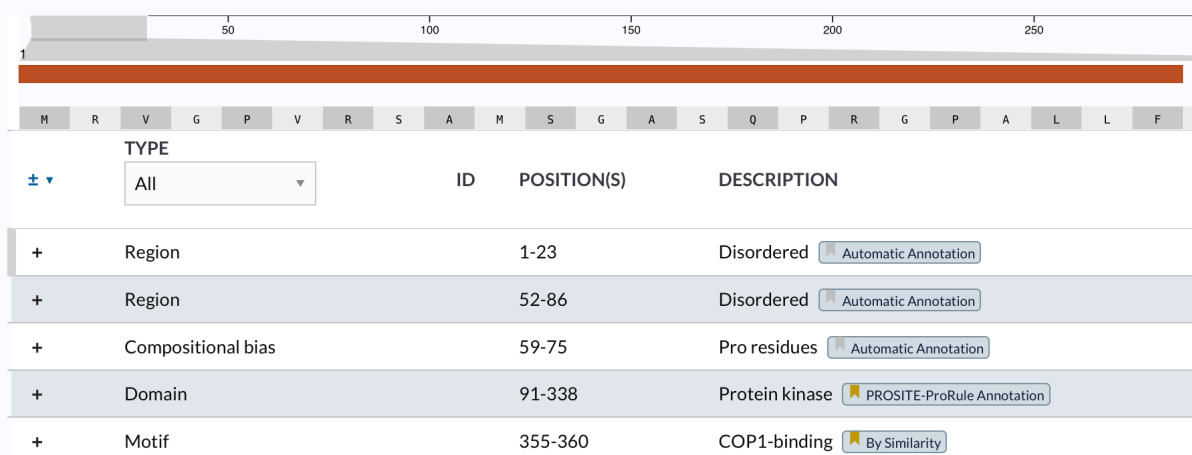 50 100 150 200 250
1
M R V G P V R S A M S G A S Q P R G P A L L F
TYPE
± ▼ All ID POSITION(S) DESCRIPTION
+ Region 1-23 Disordered Automatic Annotation
+ Region 52-86 Disordered Automatic Annotation
+ Compositional bias 59-75 Pro residues Automatic Annotation
+ Domain 91-338 Protein kinase PROSITE-ProRule Annotation
+ Motif 355-360 COP1-binding By Similarity